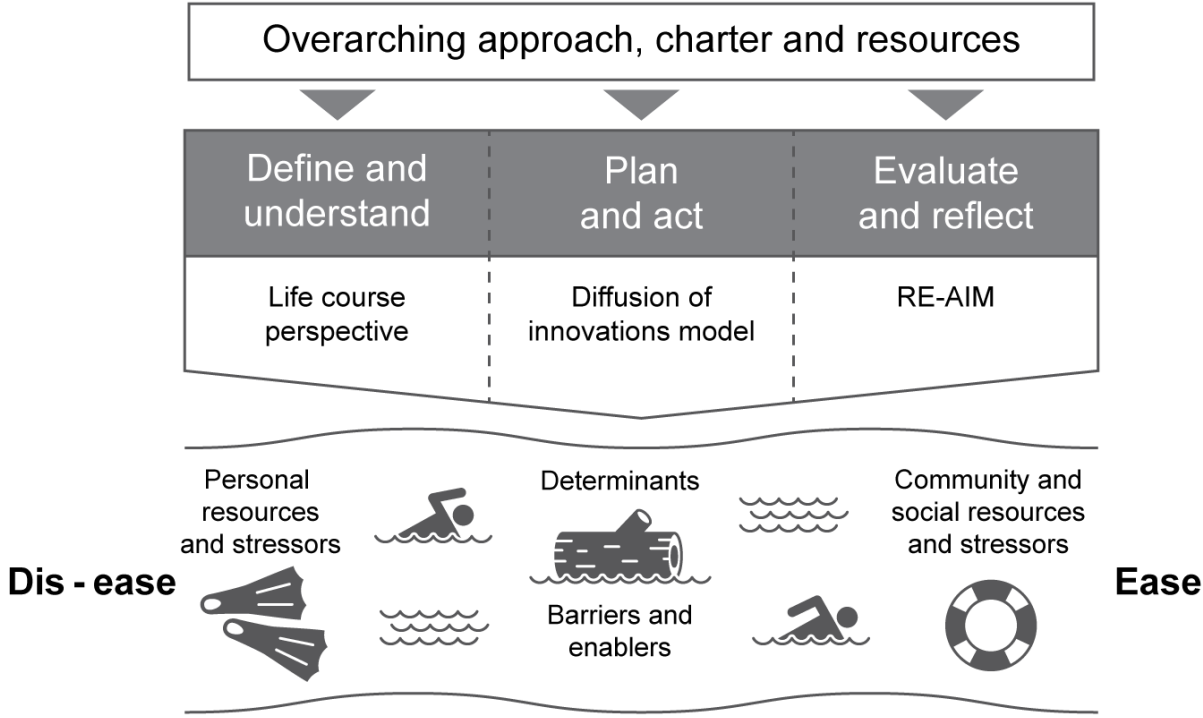 Overarching approach, charter and resources
Define and
understand
Plan
and act
Evaluate
and reflect
Life course
perspective
Diffusion of
innovations model
RE-AIM
Personal
resources
and stressors
Determinants
Barriers and
enablers
Community and
social resources
and stressors
Dis - ease
Ease